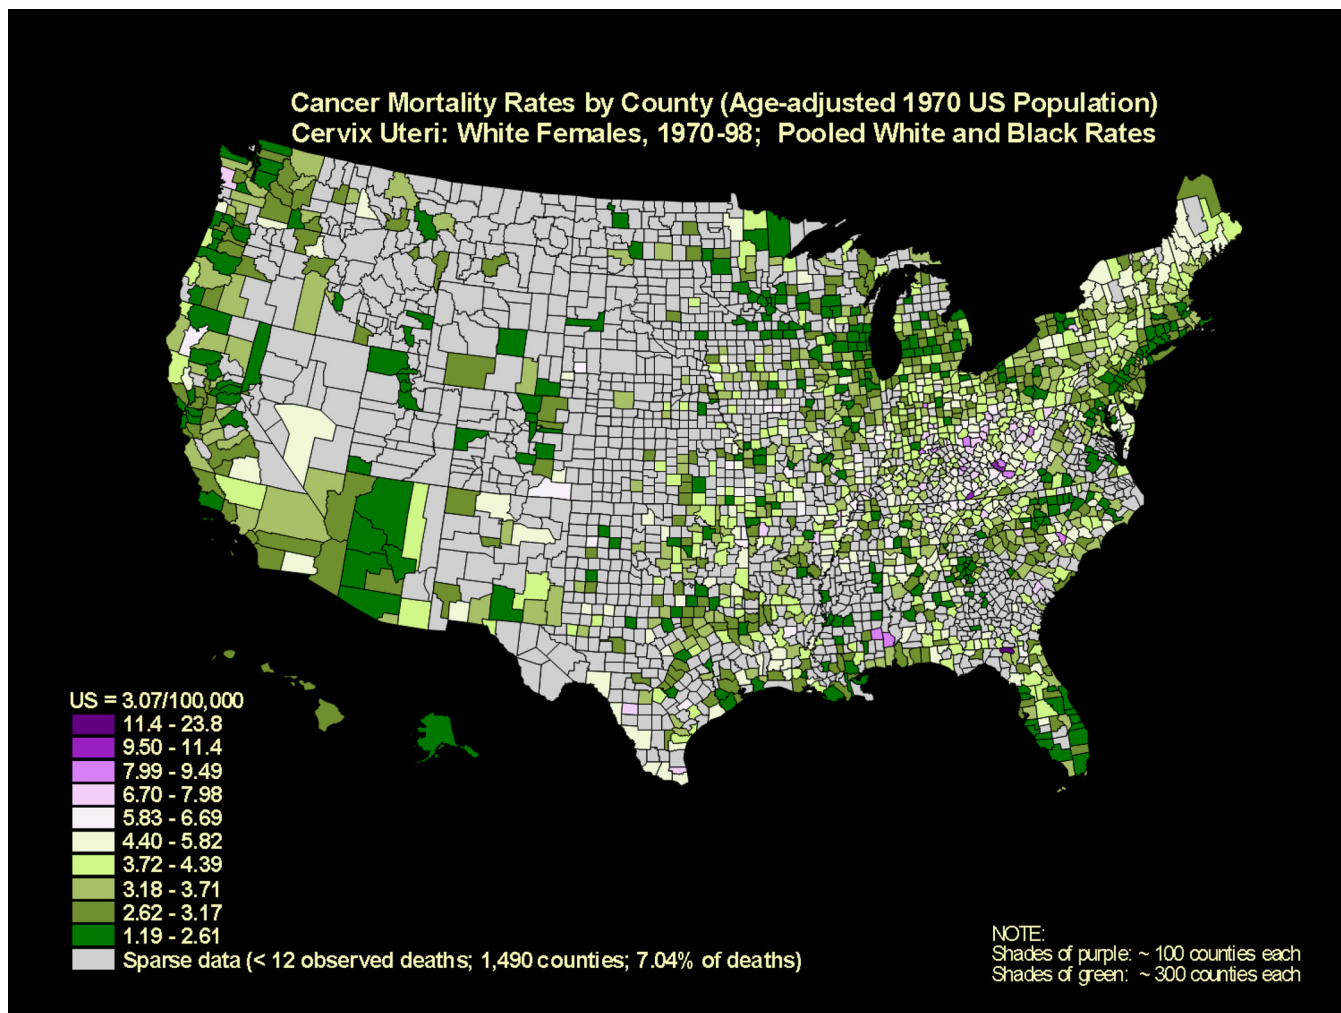 Cancer Mortality Rates by County (Age-adjusted 1970 US Population)
Cervix Uteri: White Females, 1970-98; Pooled White and Black Rates
US = 3.07/100,000
11.4 - 23.8
9.50 - 11.4
7.99 - 9.49
6.70 - 7.98
5.83 - 6.69
4.40 - 5.82
3.72 - 4.39
3.18 - 3.71
2.62 - 3.17
1.19 - 2.61
Sparse data (< 12 observed deaths; 1,490 counties; 7.04% of deaths)
NOTE:
Shades of purple: ~ 100 counties each
Shades of green: ~ 300 counties each